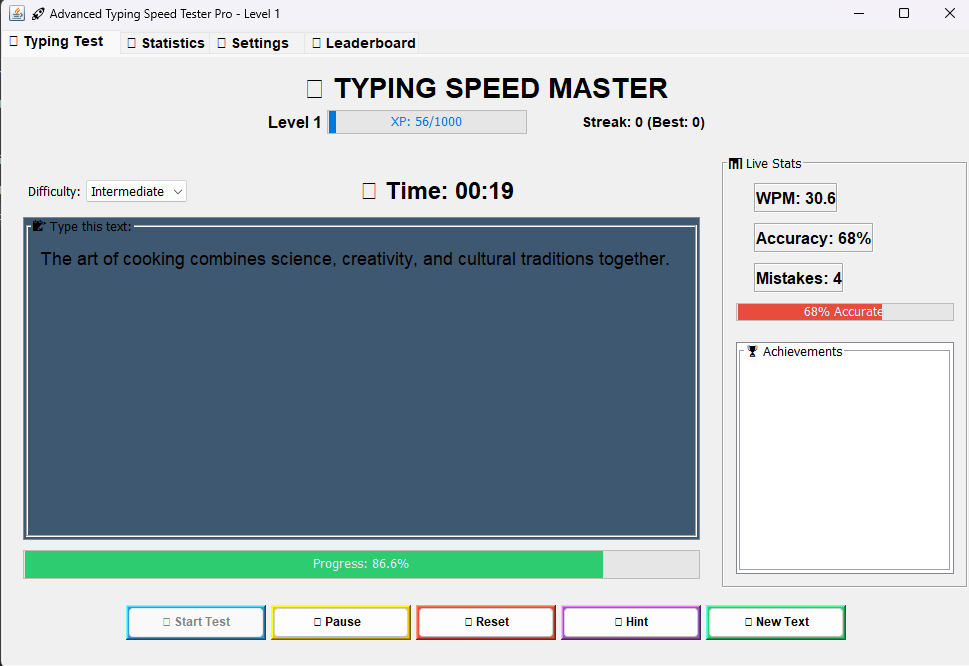 Advanced Typing Speed Tester Pro - Level 1
Typing Test Statistics Settings Leaderboard
TYPING SPEED MASTER
Level 1 XP: 56/1000 Streak: 0 (Best: 0)
Live Stats
Difficulty: Intermediate Time: 00:19
WPM: 30.6
Type this text:
Accuracy: 68%
The art of cooking combines science, creativity, and cultural traditions together.
Mistakes: 4
68% Accurate
Achievements
Progress: 86.6%
Start Test Pause Reset Hint New Text